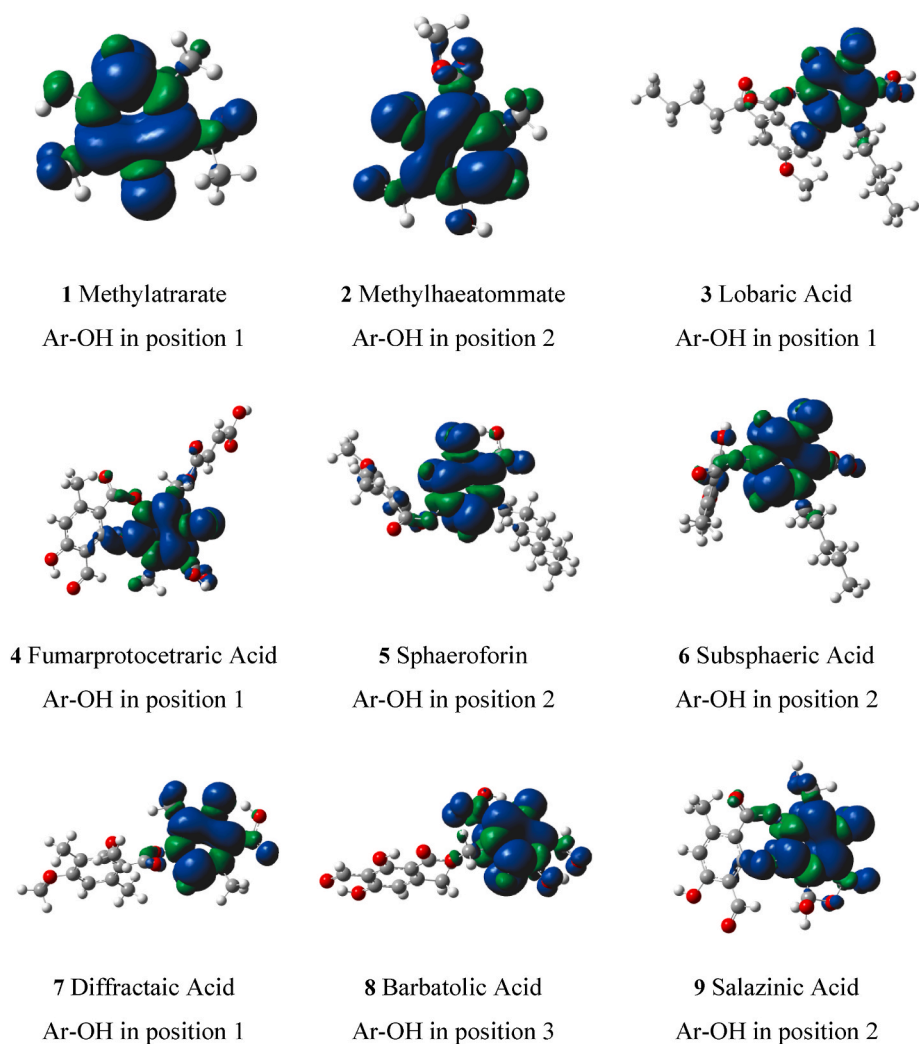 1 Methylatrarate
Ar-OH in position 1
2 Methylhaeatommate
Ar-OH in position 2
3 Lobaric Acid
Ar-OH in position 1
4 Fumarprotocetraric Acid
Ar-OH in position 1
5 Sphaeroforin
Ar-OH in position 2
6 Subsphaeric Acid
Ar-OH in position 2
7 Diffractaic Acid
Ar-OH in position 1
8 Barbatolic Acid
Ar-OH in position 3
9 Salazinic Acid
Ar-OH in position 2